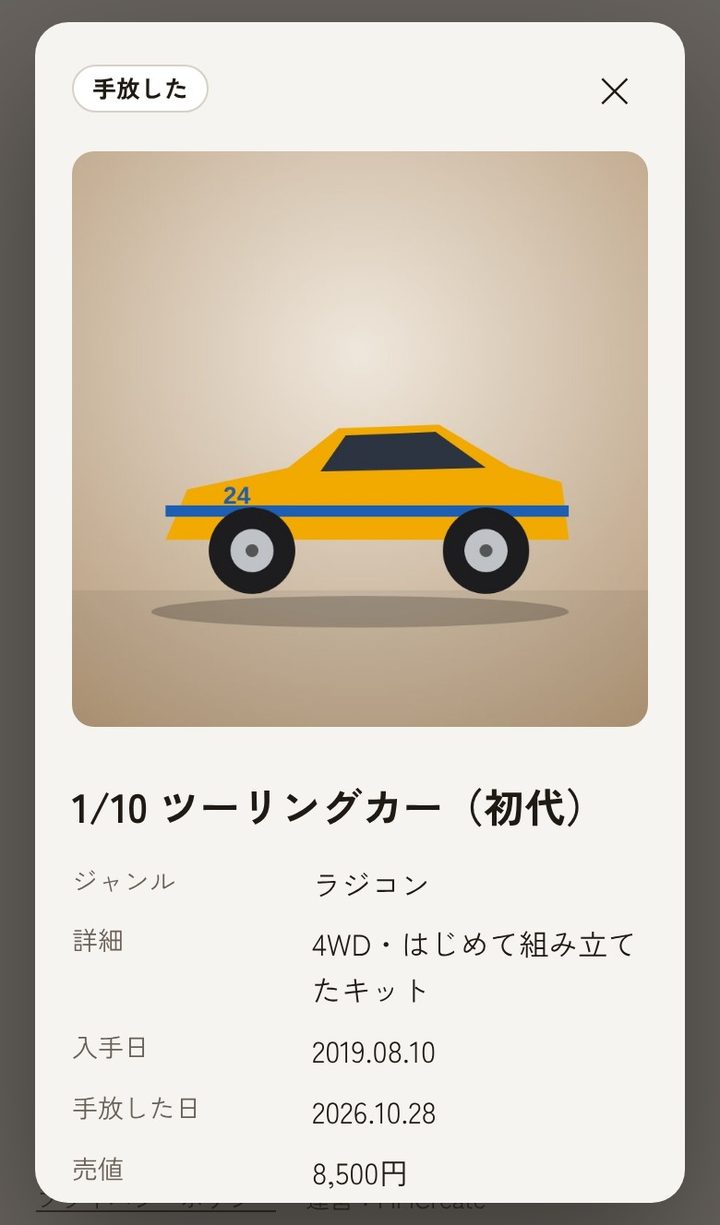 手放した
24
1/10 ツーリングカー（初代）
ジャンル
ラジコン
詳細
4WD・はじめて組み立て
たキット
入手日
2019.08.10
手放した日
2026.10.28
売値
8,500円